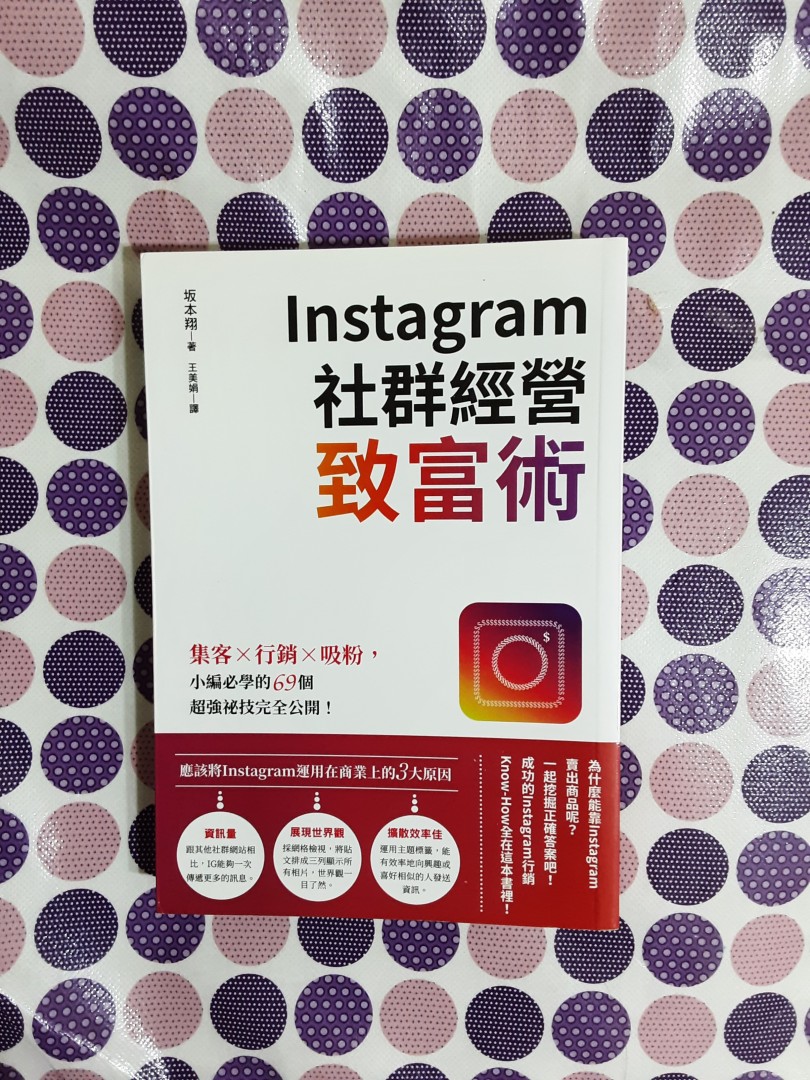 Instagram
社群經營
致富術
坂本翔—著 王美娟—譯
集客×行銷×吸粉，
小編必學的69個
超強祕技完全公開！
$
應該將Instagram運用在商業上的3大原因
資訊量
跟其他社群網站相
比，IG能夠一次
傳遞更多的訊息。
展現世界觀
採網格檢視，將貼
文排成三列顯示所
有相片，世界觀一
目了然。
擴散效率佳
運用主題標籤，能
有效率地向興趣或
喜好相似的人發送
資訊。
為什麼能靠Instagram
賣出商品呢？
一起挖掘正確答案吧！
成功的Instagram行銷
Know-How全在這本書裡！